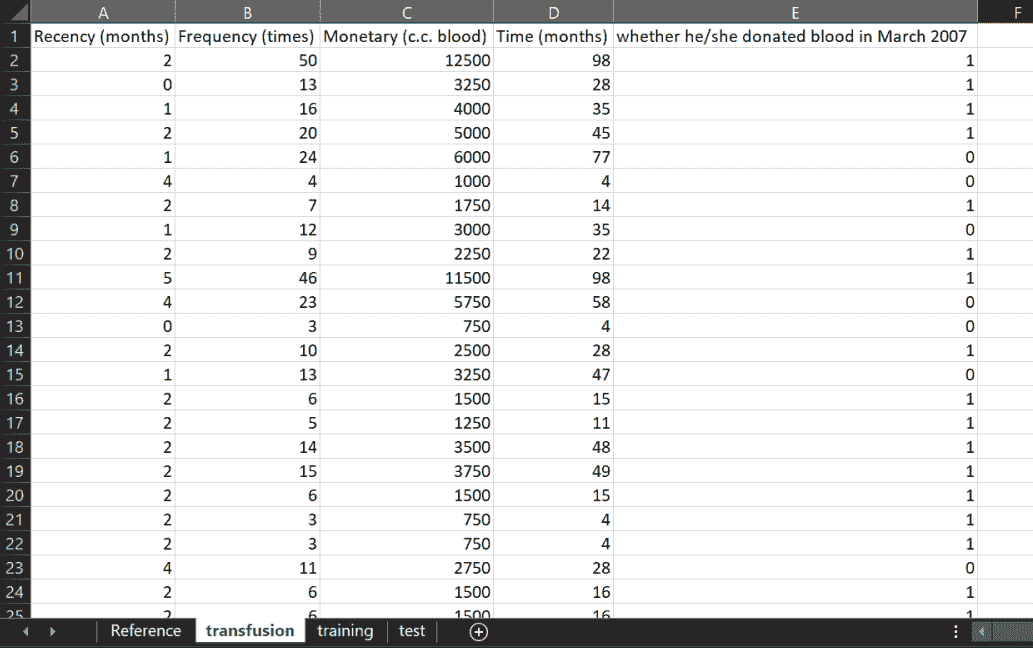 A B C D E F
1 Recency (months) Frequency (times) Monetary (c.c. blood) Time (months) whether he/she donated blood in March 2007
2 2 50 12500 98 1
3 0 13 3250 28 1
4 1 16 4000 35 1
5 2 20 5000 45 1
6 1 24 6000 77 0
7 4 4 1000 4 0
8 2 7 1750 14 1
9 1 12 3000 35 0
10 2 9 2250 22 1
11 5 46 11500 98 1
12 4 23 5750 58 0
13 0 3 750 4 0
14 2 10 2500 28 1
15 1 13 3250 47 0
16 2 6 1500 15 1
17 2 5 1250 11 1
18 2 14 3500 48 1
19 2 15 3750 49 1
20 2 6 1500 15 1
21 2 3 750 4 1
22 2 3 750 4 1
23 4 11 2750 28 0
24 2 6 1500 16 1
25 2 6 1500 16 1
Reference transfusion training test